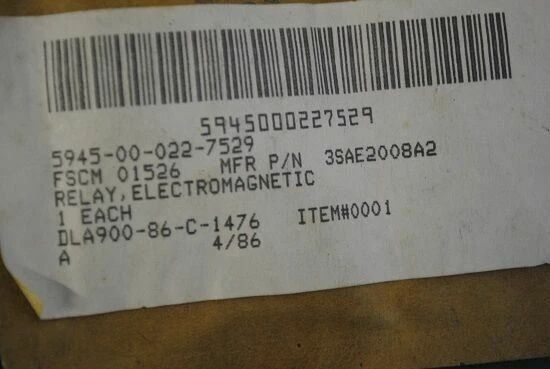 5945000227529
5945-00-022-7529
FSCM 01526 MFR P/N 3SAE2008A2
RELAY, ELECTROMAGNETIC
1 EACH
DLA900-86-C-1476 ITEM#0001
A 4/86